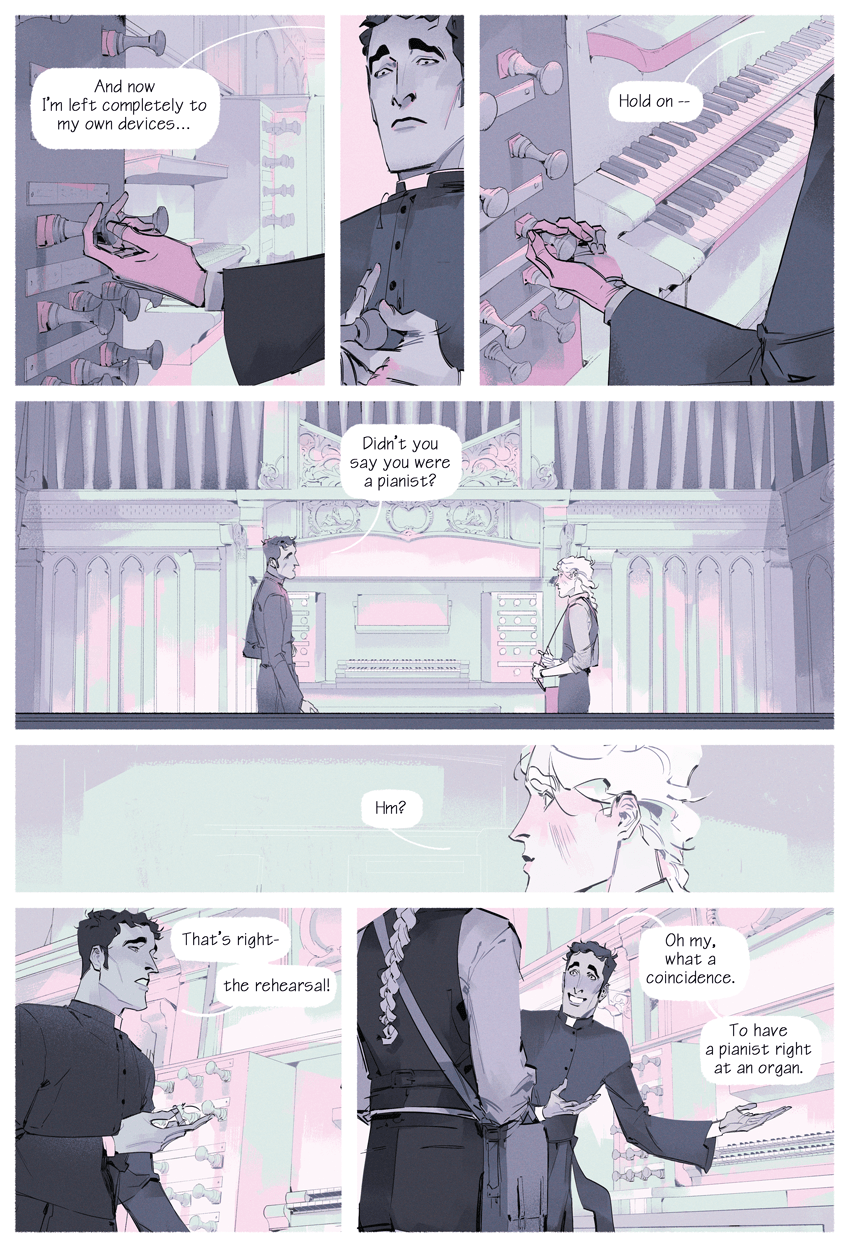 And now
I'm left completely to
my own devices...
Hold on --
Didn't you
say you were
a pianist?
Hm?
That's right-
the rehearsal!
Oh my,
what a
coincidence.
To have
a pianist right
at an organ.